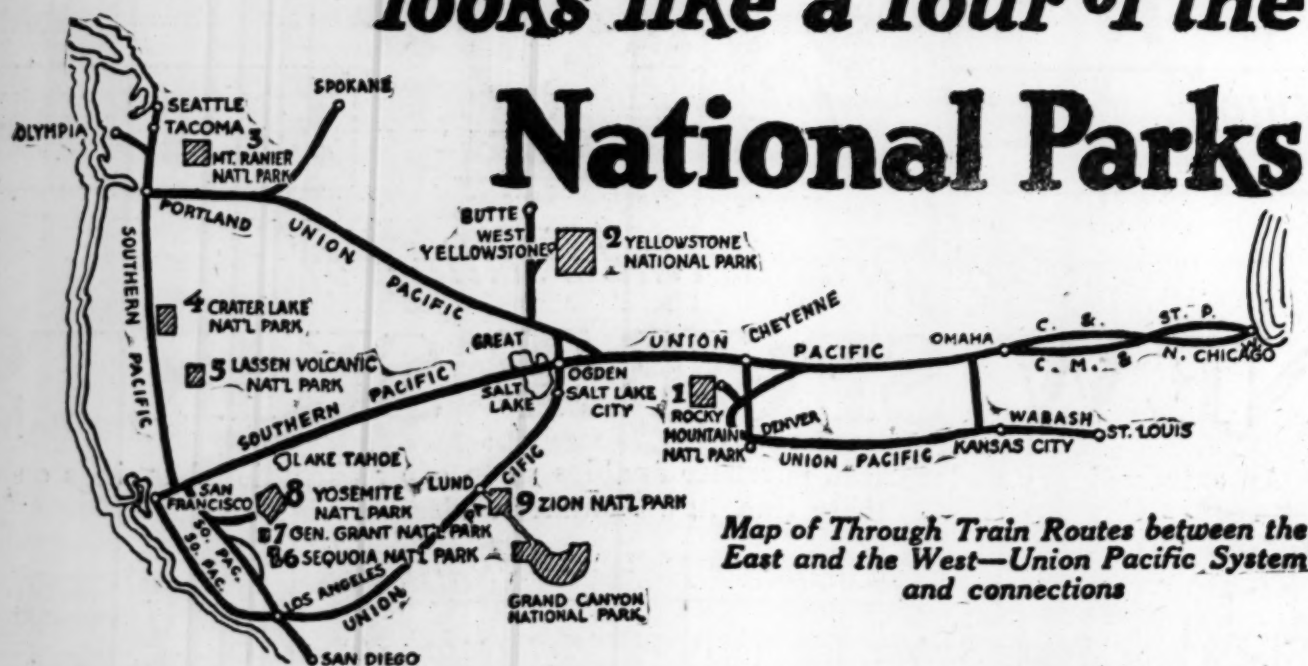 looks like a Tour of the
National Parks
SPOKANE
SEATTLE
OLYMPIA
TACOMA
3
MT. RANIER
NAT'L PARK
PORTLAND
UNION
PACIFIC
BUTTE
WEST
YELLOWSTONE
2 YELLOWSTONE
NATIONAL PARK
SOUTHERN PACIFIC
4 CRATER LAKE
NAT'L PARK
5 LASSEN VOLCANIC
NAT'L PARK
GREAT
SALT
LAKE
SOUTHERN PACIFIC
OGDEN
SALT LAKE
CITY
UNION PACIFIC
CHEYENNE
OMAHA
C. & ST. P.
C. M. & N.
CHICAGO
1
ROCKY
MOUNTAIN
NAT'L PARK
DENVER
UNION PACIFIC
KANSAS CITY
WABASH
ST. LOUIS
LAKE TAHOE
SAN
FRANCISCO
8 YOSEMITE
NAT'L PARK
7 GEN. GRANT NAT'L PARK
6 SEQUOIA NAT'L PARK
LUND
9 ZION NAT'L PARK
SO. PAC.
SO. PAC.
LOS ANGELES
UNION
PA
CIFIC
GRAND CANYON
NATIONAL PARK
SAN DIEGO
Map of Through Train Routes between the
East and the West—Union Pacific System
and connections